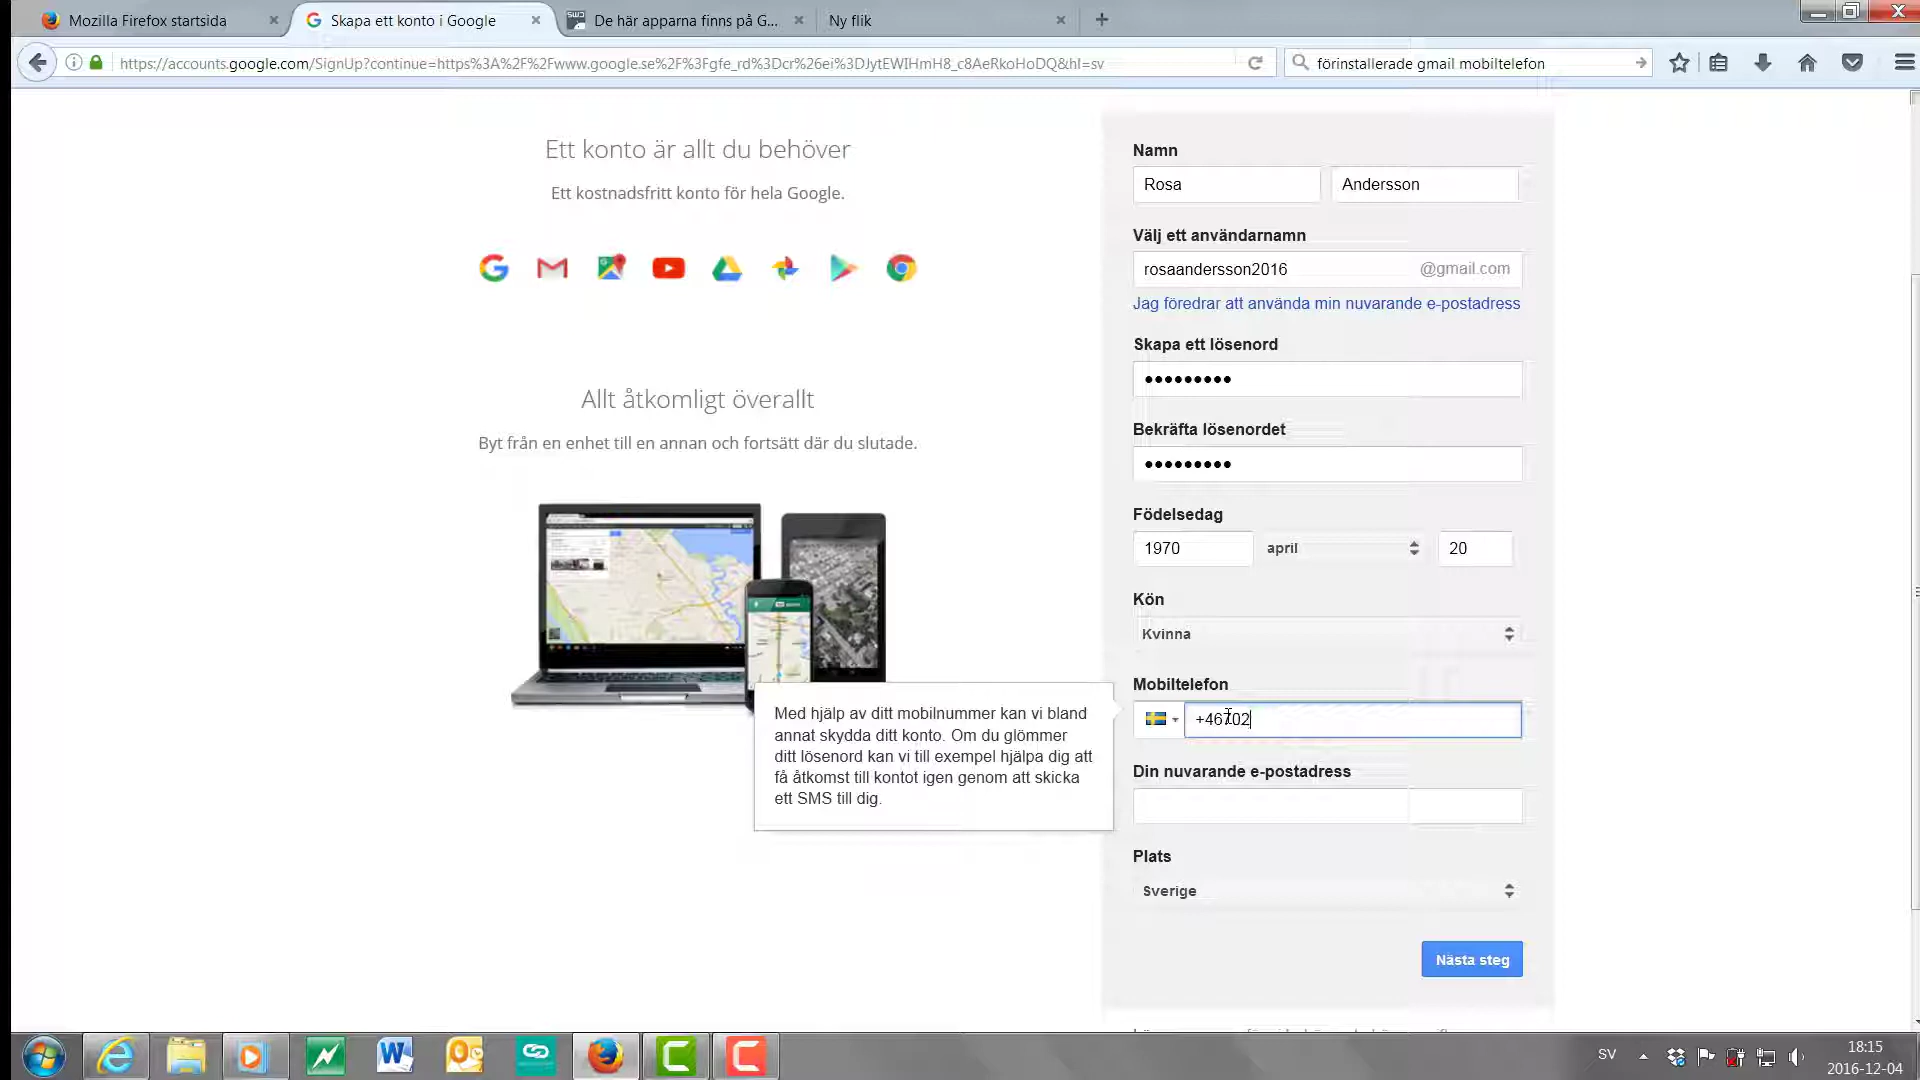 Mozilla Firefox startsida
Skapa ett konto i Google
De här apparna finns på G...
Ny flik
https://accounts.google.com/SignUp?continue=https%3A%2F%2Fwww.google.se%2F%3Fgfe_rd%3Dcr%26ei%3DJytEWIHmH8_c8AeRkoHoDQ&hl=sv
förinstallerade gmail mobiltelefon
Ett konto är allt du behöver
Ett kostnadsfritt konto för hela Google.
Allt åtkomligt överallt
Byt från en enhet till en annan och fortsätt där du slutade.
Namn
Rosa
Andersson
Välj ett användarnamn
rosaandersson2016
@gmail.com
Jag föredrar att använda min nuvarande e-postadress
Skapa ett lösenord
●●●●●●●●●
Bekräfta lösenordet
●●●●●●●●●
Födelsedag
1970
april
20
Kön
Kvinna
Mobiltelefon
+46702
Med hjälp av ditt mobilnummer kan vi bland
annat skydda ditt konto. Om du glömmer
ditt lösenord kan vi till exempel hjälpa dig att
få åtkomst till kontot igen genom att skicka
ett SMS till dig.
Din nuvarande e-postadress
Plats
Sverige
Nästa steg
SV
18:15
2016-12-04